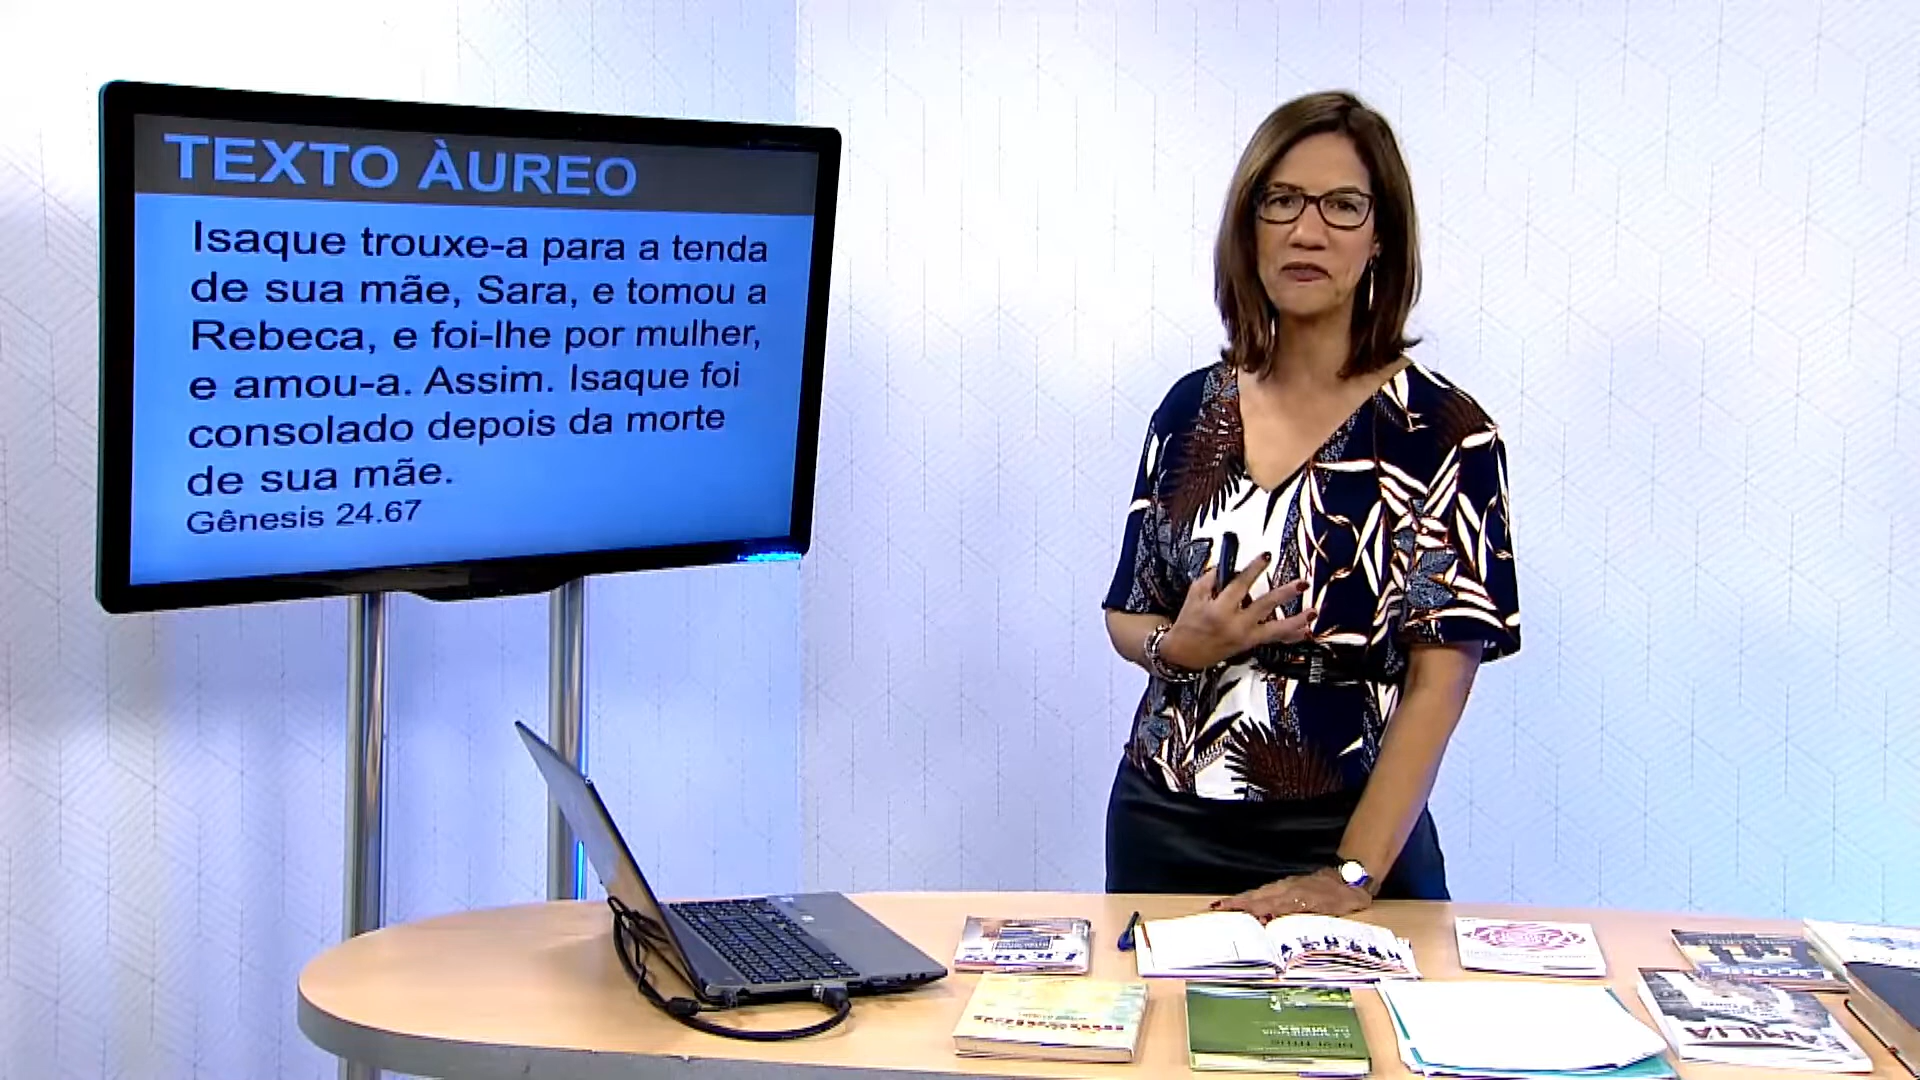 TEXTO ÀUREO
Isaque trouxe-a para a tenda
de sua mãe, Sara, e tomou a
Rebeca, e foi-lhe por mulher,
e amou-a. Assim. Isaque foi
consolado depois da morte
de sua mãe.
Gênesis 24.67